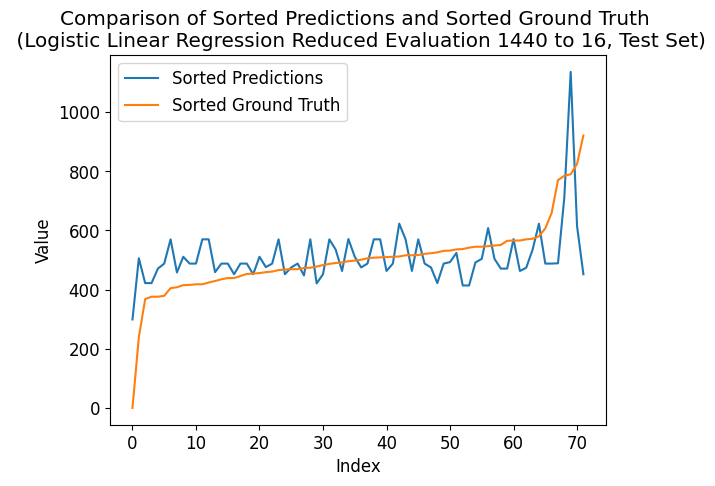 Comparison of Sorted Predictions and Sorted Ground Truth
(Logistic Linear Regression Reduced Evaluation 1440 to 16, Test Set)
Sorted Predictions
Sorted Ground Truth
1000
800
600
400
200
0
Value
0 10 20 30 40 50 60 70
Index